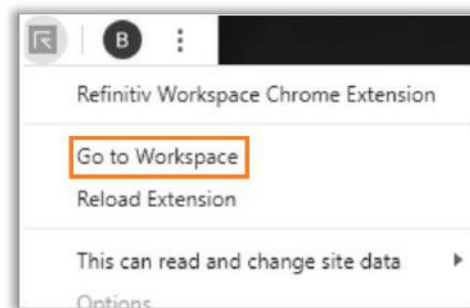 B
Refinitiv Workspace Chrome Extension
Go to Workspace
Reload Extension
This can read and change site data
Options